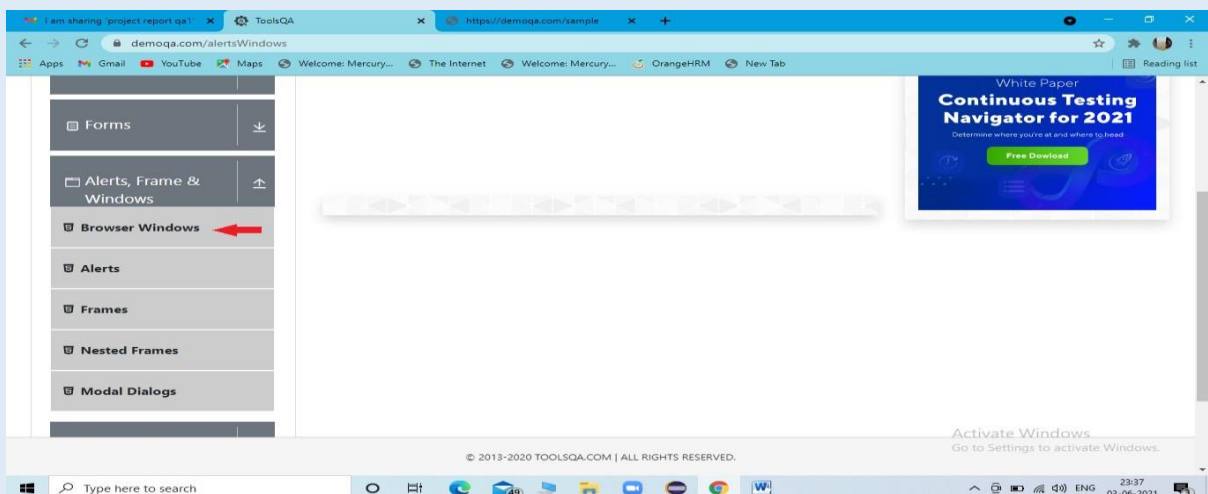 I am sharing 'project report qa1'
ToolsQA
https://demoqa.com/sample
demoqa.com/alertsWindows
Apps Gmail YouTube Maps Welcome: Mercury... The Internet Welcome: Mercury... OrangeHRM New Tab Reading list
White Paper
Continuous Testing
Navigator for 2021
Determine where you're at and where to head
Free Dowload
Forms
Alerts, Frame &
Windows
Browser Windows
Alerts
Frames
Nested Frames
Modal Dialogs
Activate Windows
Go to Settings to activate Windows.
© 2013-2020 TOOLSQA.COM | ALL RIGHTS RESERVED.
Type here to search
49
ENG
23:37
03-06-2021